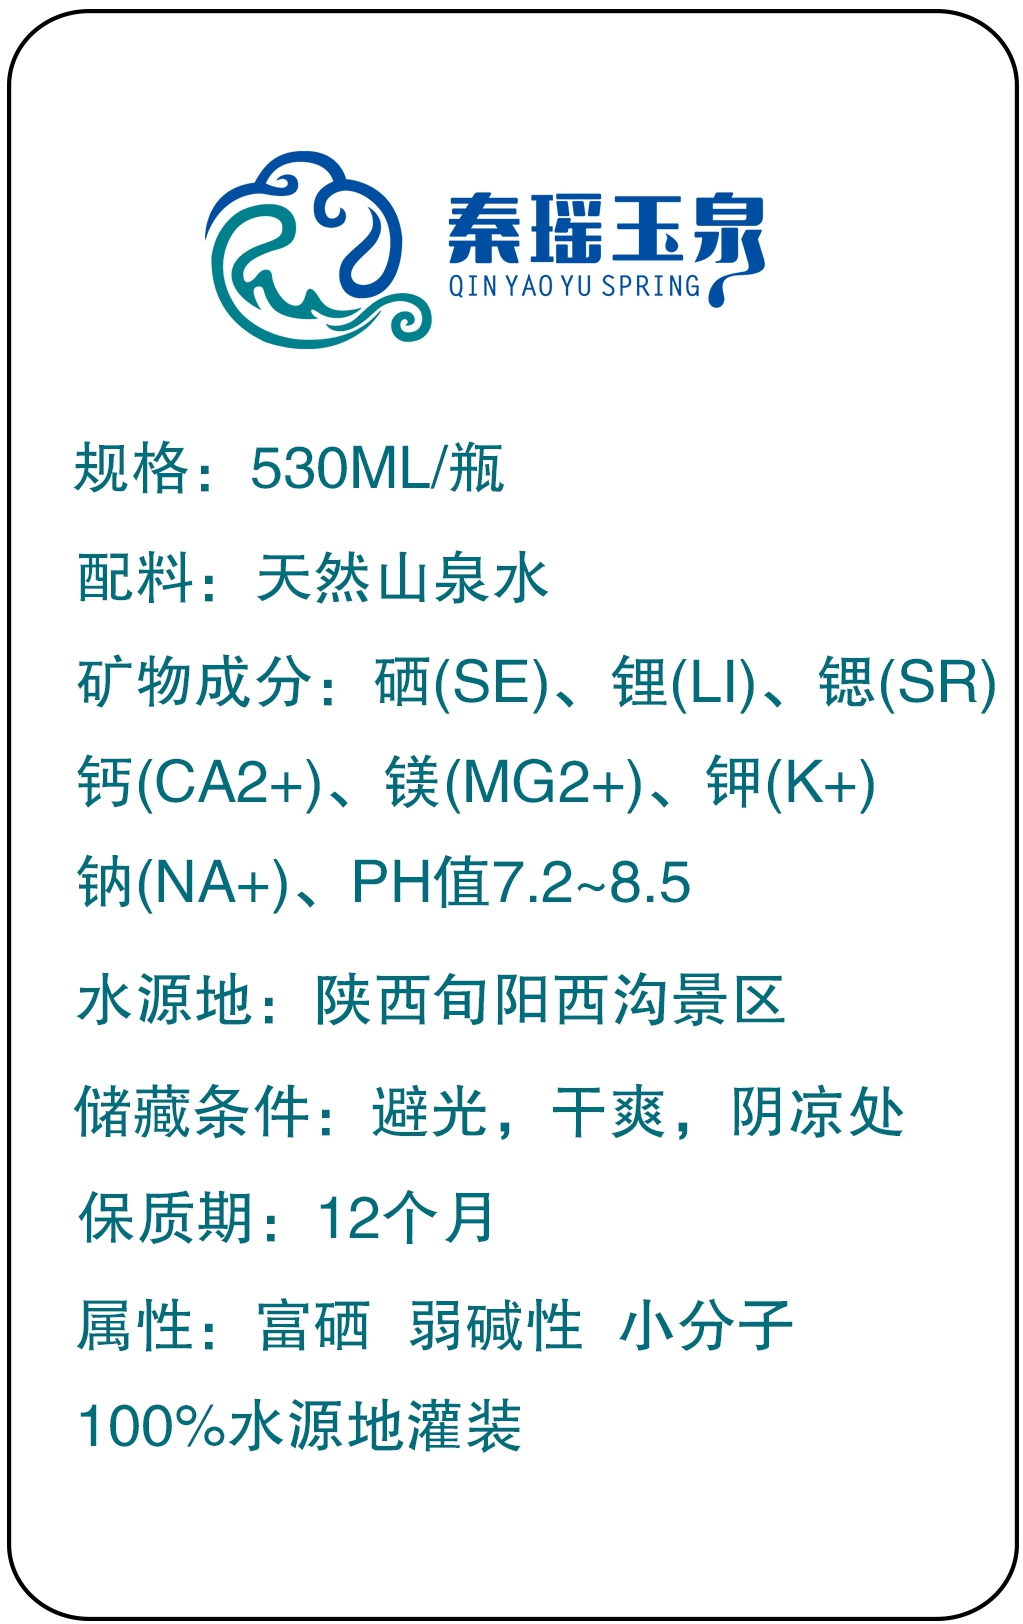 秦瑶玉泉
QIN YAO YU SPRING
规格：530ML/瓶
配料：天然山泉水
矿物成分：硒(SE)、锂(LI)、锶(SR)
钙(CA2+)、镁(MG2+)、钾(K+)
钠(NA+)、PH值7.2~8.5
水源地：陕西旬阳西沟景区
储藏条件：避光，干爽，阴凉处
保质期：12个月
属性：富硒 弱碱性 小分子
100%水源地灌装